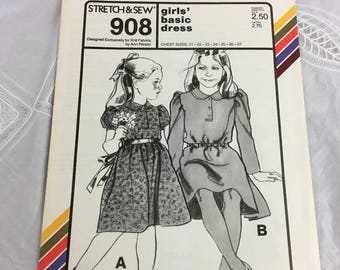 STRETCH & SEW®
908
Designed Exclusively for Knit Fabrics
by Ann Person
girls'
basic
dress
CHEST SIZES: 21 - 22 - 23 - 24 - 25 - 26 - 27
2.50
2.75
A
B